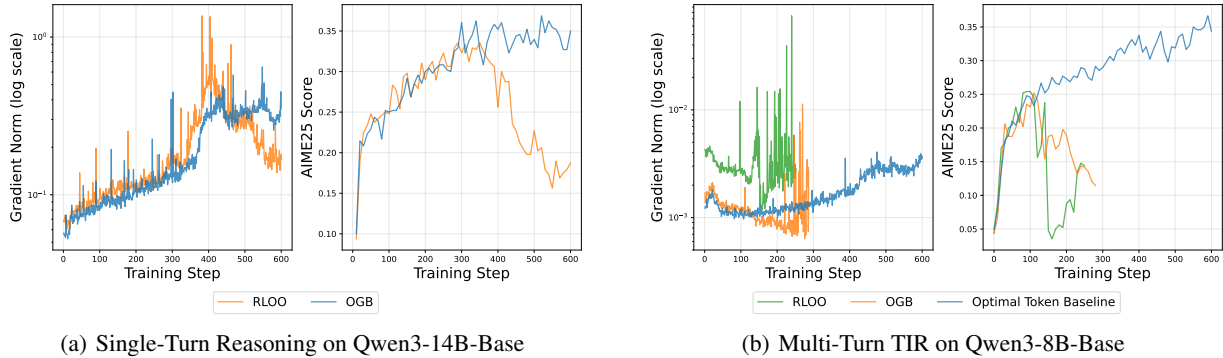 Gradient Norm (log scale)
10⁰
10⁻¹
0 100 200 300 400 500 600
Training Step
AIME25 Score
0.35
0.30
0.25
0.20
0.15
0.10
0 100 200 300 400 500 600
Training Step
RLOO OGB
(a) Single-Turn Reasoning on Qwen3-14B-Base
Gradient Norm (log scale)
10⁻²
10⁻³
0 100 200 300 400 500 600
Training Step
AIME25 Score
0.35
0.30
0.25
0.20
0.15
0.10
0.05
0 100 200 300 400 500 600
Training Step
RLOO OGB Optimal Token Baseline
(b) Multi-Turn TIR on Qwen3-8B-Base